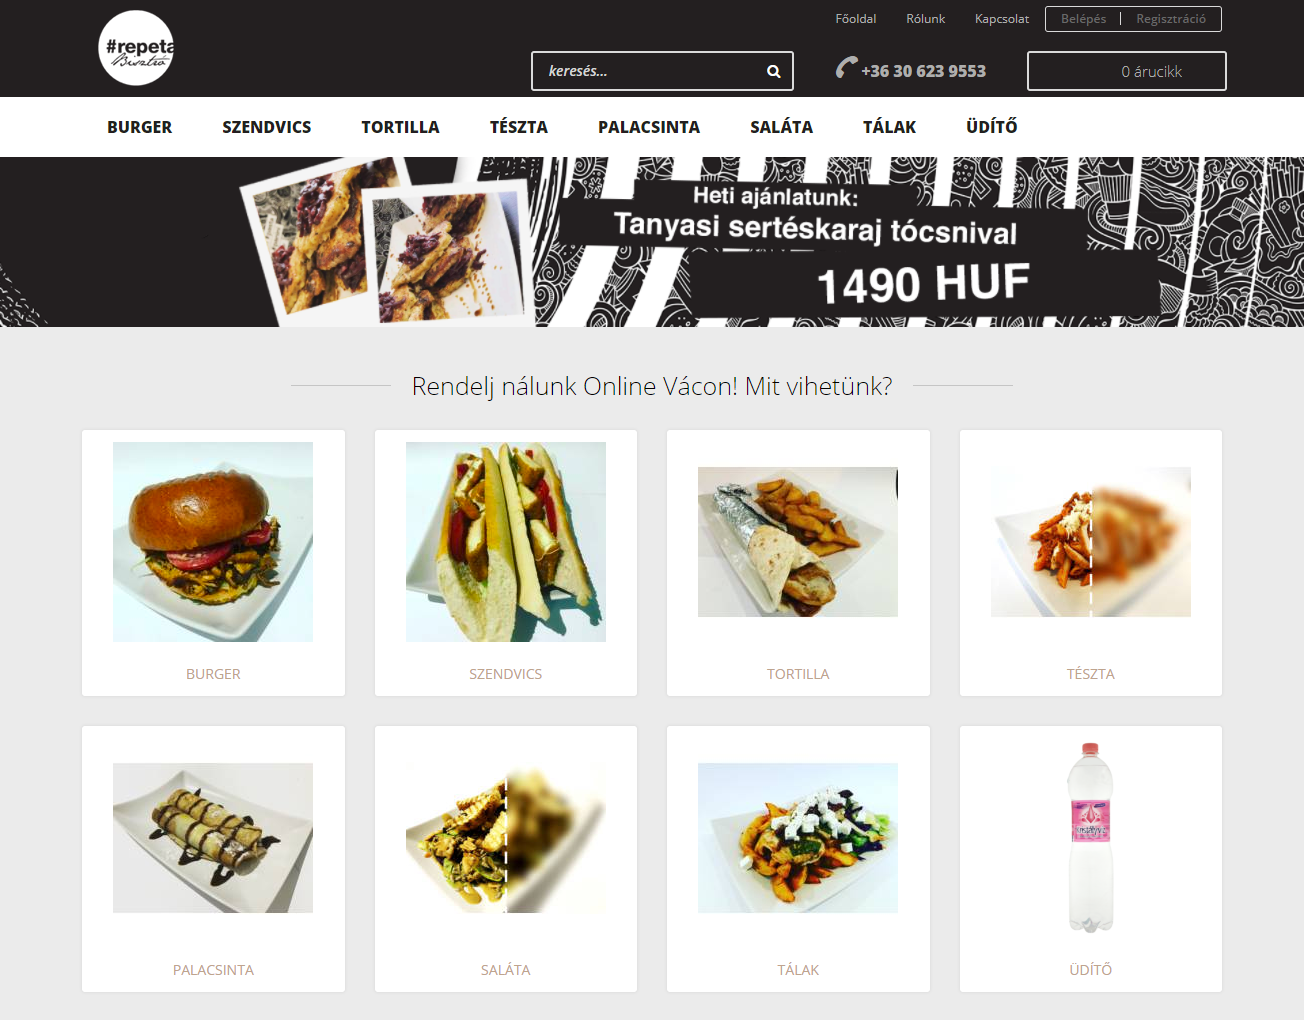 #repeta
Bisztró
Főoldal
Rólunk
Kapcsolat
Belépés
Regisztráció
keresés...
+36 30 623 9553
0 árucikk
BURGER
SZENDVICS
TORTILLA
TÉSZTA
PALACSINTA
SALÁTA
TÁLAK
ÜDÍTŐ
Heti ajánlatunk:
Tanyasi sertéskaraj tócsnival
1490 HUF
Rendelj nálunk Online Vácon! Mit vihetünk?
BURGER
SZENDVICS
TORTILLA
TÉSZTA
PALACSINTA
SALÁTA
TÁLAK
ÜDÍTŐ